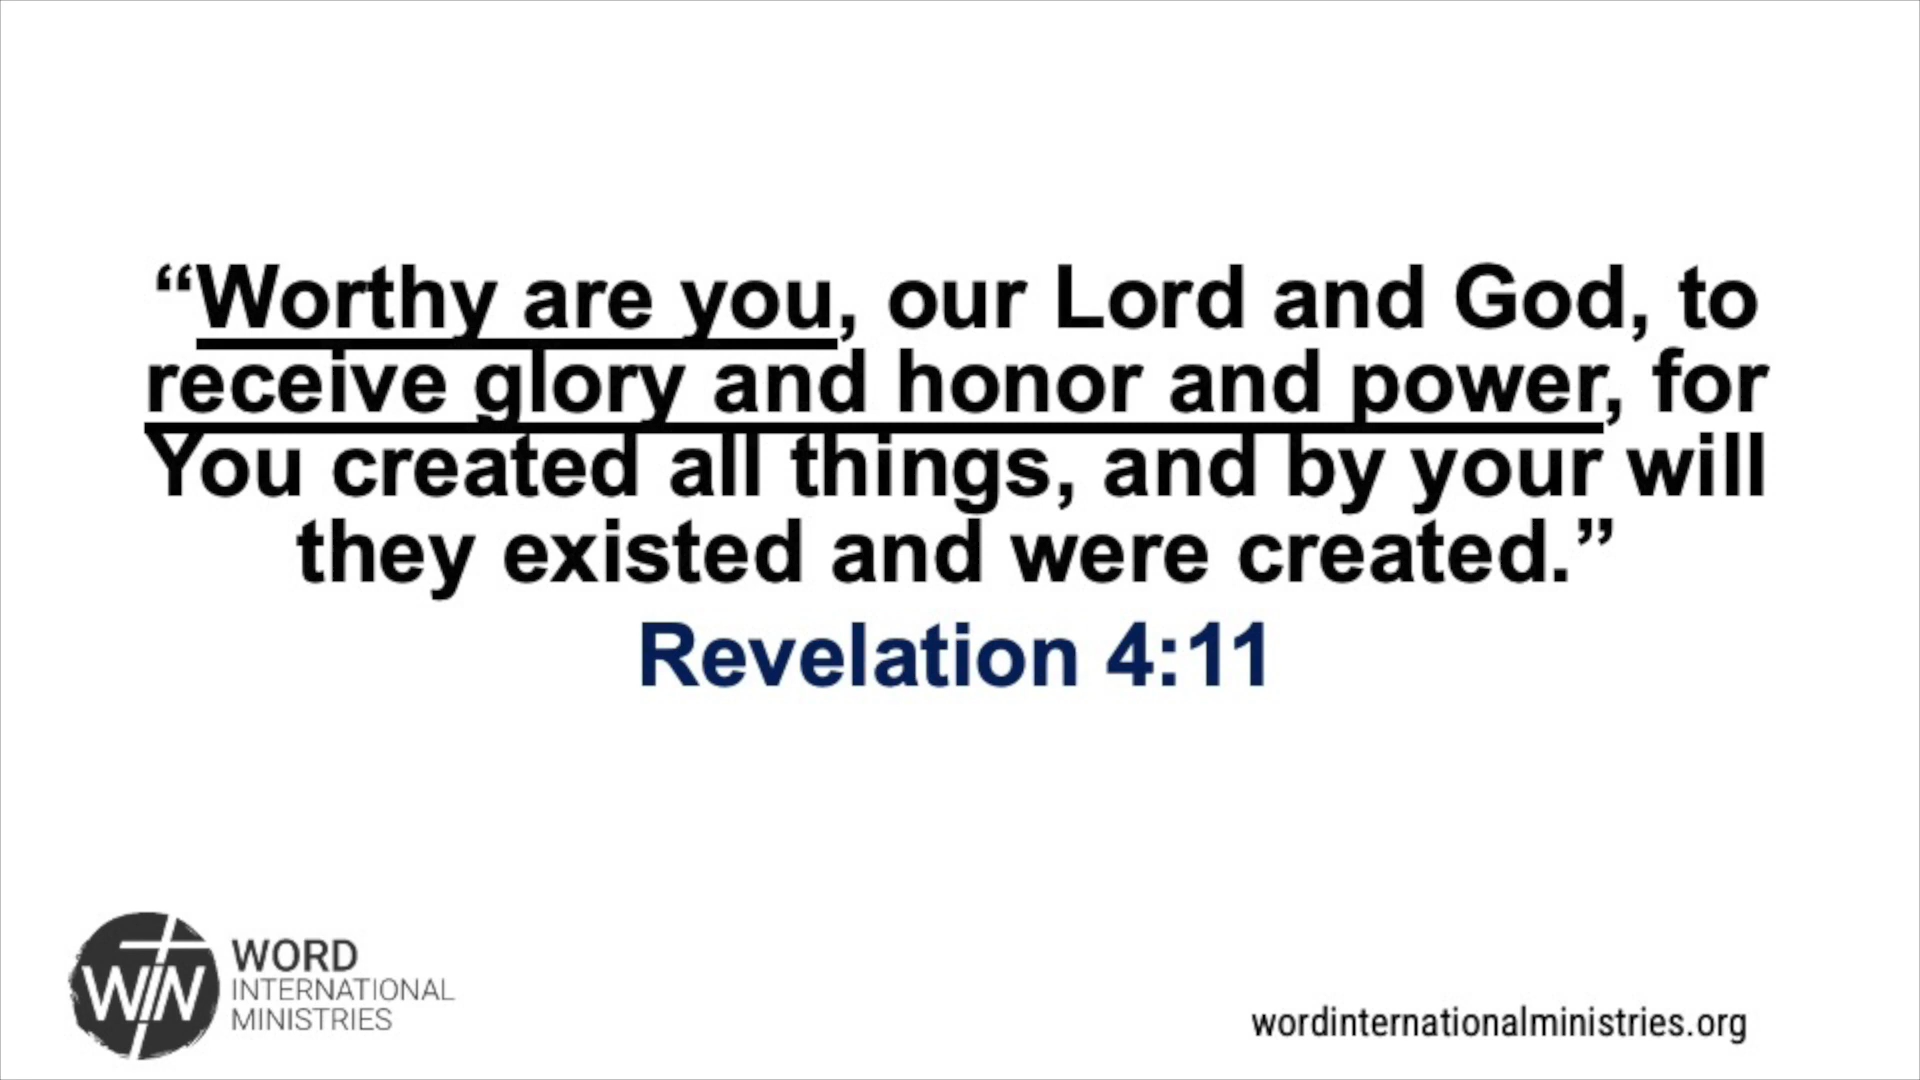 “Worthy are you, our Lord and God, to
receive glory and honor and power, for
You created all things, and by your will
they existed and were created.”
Revelation 4:11
WIN
WORD
INTERNATIONAL
MINISTRIES
wordinternationalministries.org